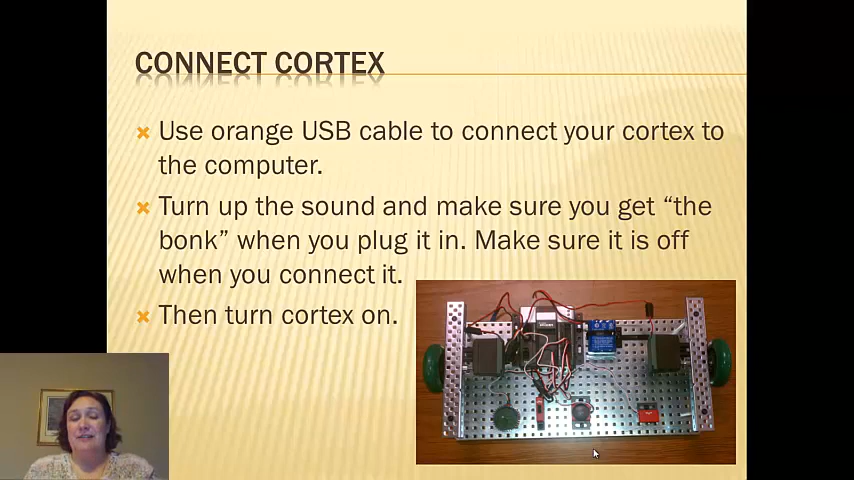 CONNECT CORTEX
Use orange USB cable to connect your cortex to
the computer.
Turn up the sound and make sure you get “the
bonk” when you plug it in. Make sure it is off
when you connect it.
Then turn cortex on.